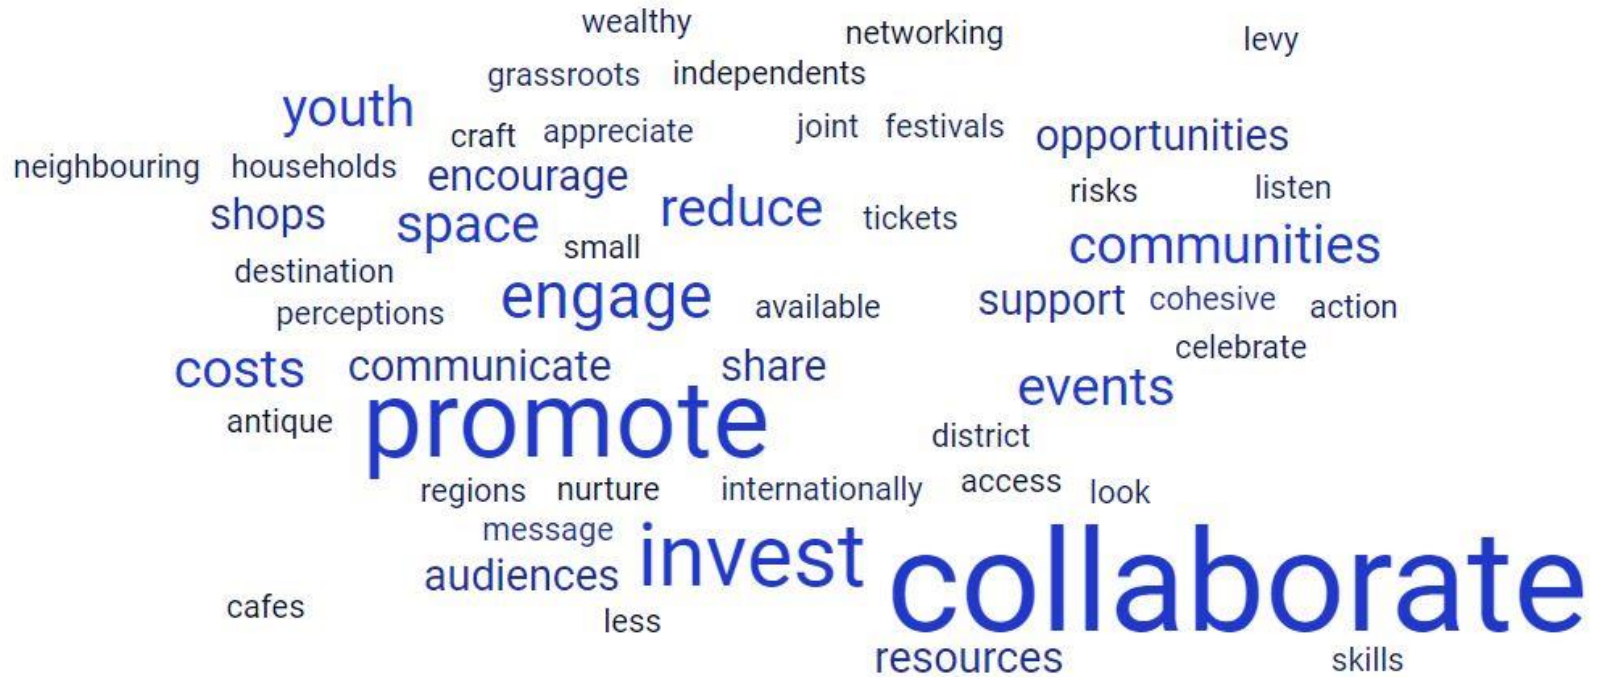 wealthy
networking
levy
grassroots independents
youth
craft appreciate
joint festivals
opportunities
neighbouring households
encourage
risks
listen
shops
space
reduce
tickets
small
communities
destination
engage
available
support cohesive action
perceptions
celebrate
costs
communicate
share
events
antique
promote
district
regions nurture
internationally
access
look
message
invest
collaborate
audiences
cafes
less
resources
skills